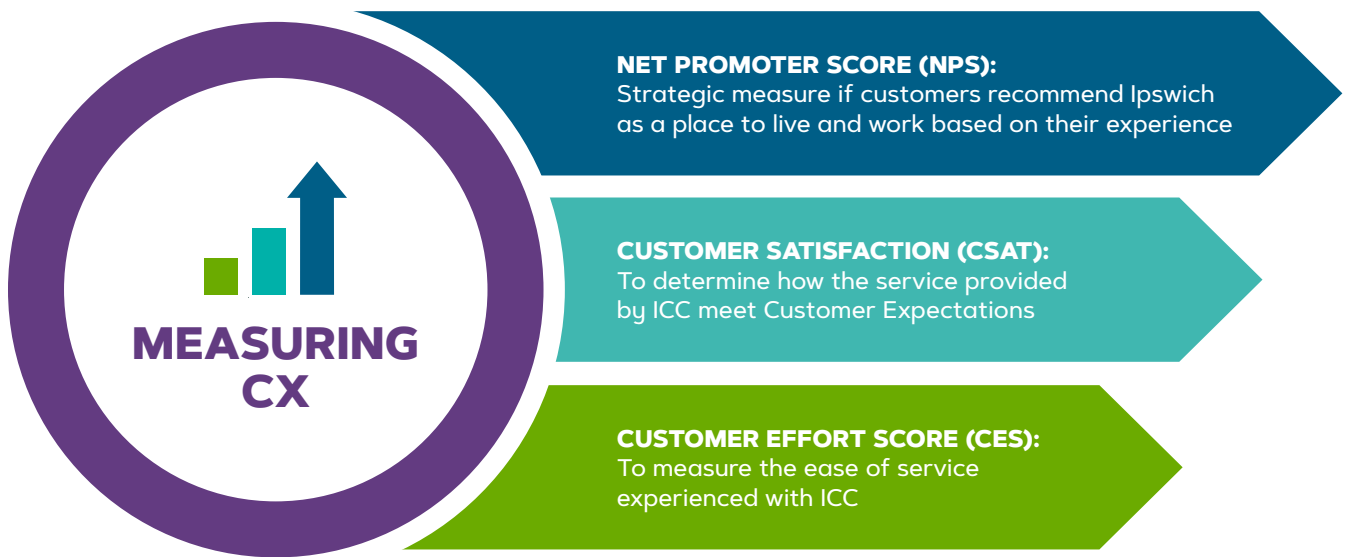 MEASURING
CX
NET PROMOTER SCORE (NPS):
Strategic measure if customers recommend Ipswich
as a place to live and work based on their experience
CUSTOMER SATISFACTION (CSAT):
To determine how the service provided
by ICC meet Customer Expectations
CUSTOMER EFFORT SCORE (CES):
To measure the ease of service
experienced with ICC